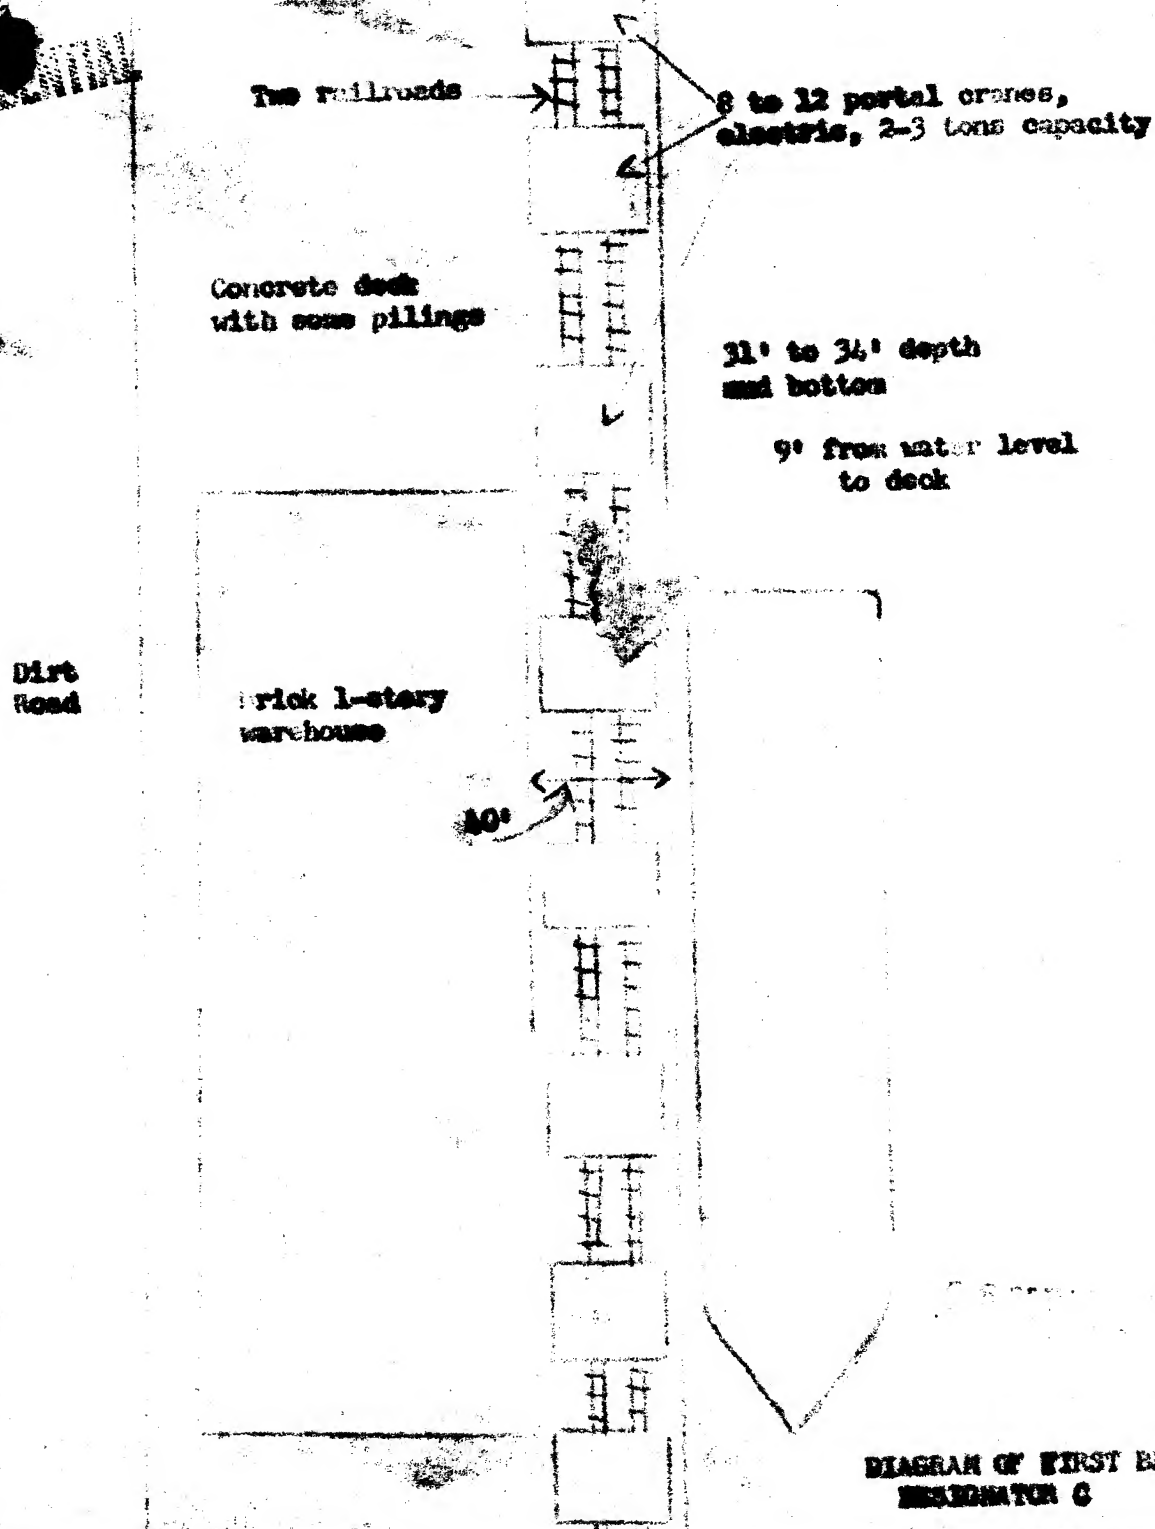 Two railroads
8 to 12 portal cranes,
electric, 2-3 tons capacity
Concrete deck
with some pilings
31' to 34' depth
mud bottom
9' from water level
to deck
Dirt
Road
brick 1-story
warehouse
40'
DIAGRAM OF FIRST
DESIGNATOR C